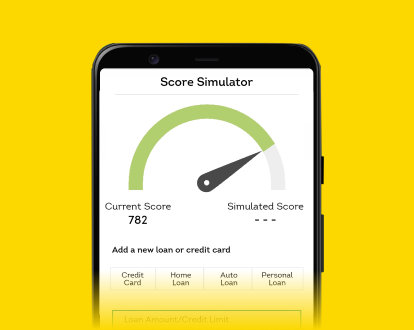 Score Simulator
Current Score
782
Simulated Score
- - -
Add a new loan or credit card
Credit
Card
Home
Loan
Auto
Loan
Personal
Loan
Loan Amount/Credit Limit